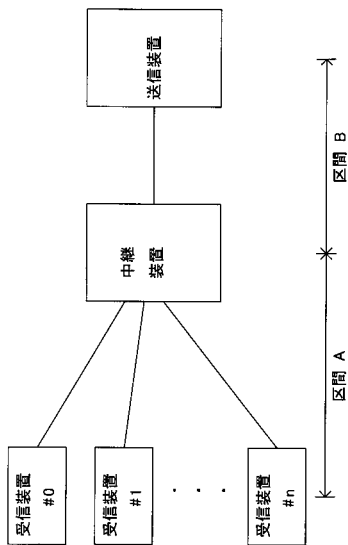 受信装置
#0
受信装置
#1
・・・
受信装置
#n
中継
装置
送信装置
区間 A
区間 B